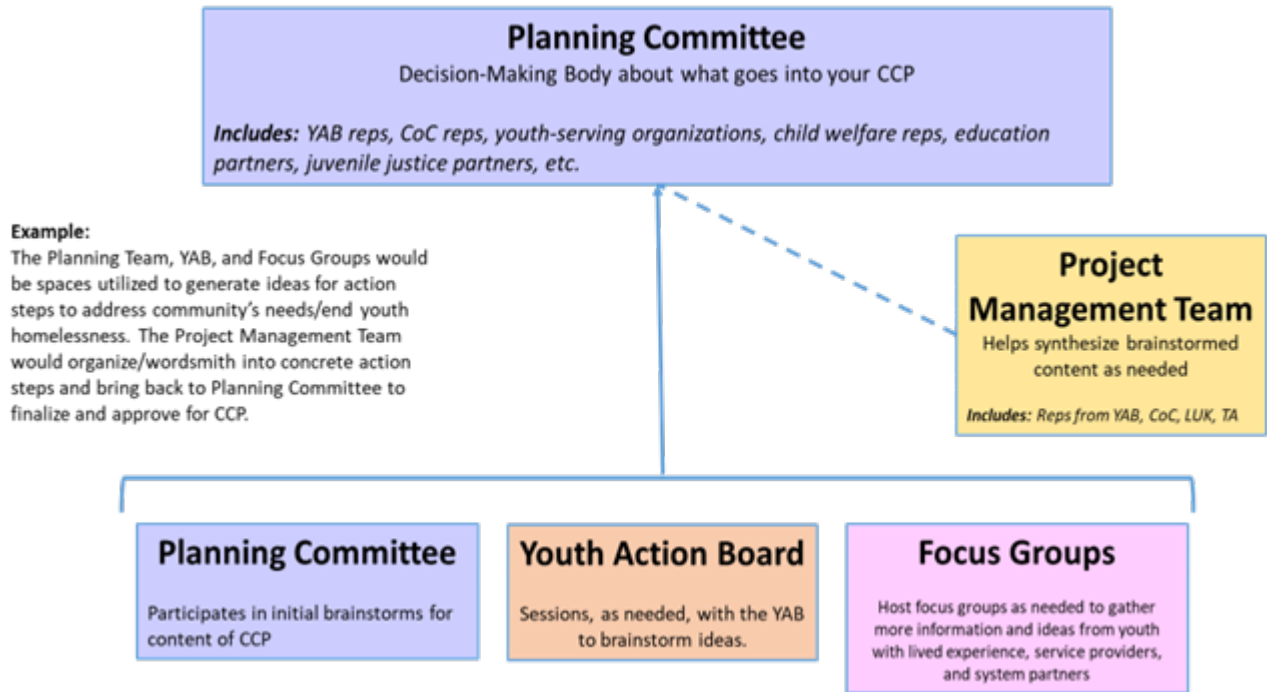 Planning Committee
Decision-Making Body about what goes into your CCP
Includes: YAB reps, CoC reps, youth-serving organizations, child welfare reps, education
partners, juvenile justice partners, etc.
Example:
The Planning Team, YAB, and Focus Groups would
be spaces utilized to generate ideas for action
steps to address community's needs/end youth
homelessness. The Project Management Team
would organize/wordsmith into concrete action
steps and bring back to Planning Committee to
finalize and approve for CCP.
Project
Management Team
Helps synthesize brainstormed
content as needed
Includes: Reps from YAB, CoC, LUK, TA
Planning Committee
Participates in initial brainstorms for
content of CCP
Youth Action Board
Sessions, as needed, with the YAB
to brainstorm ideas.
Focus Groups
Host focus groups as needed to gather
more information and ideas from youth
with lived experience, service providers,
and system partners